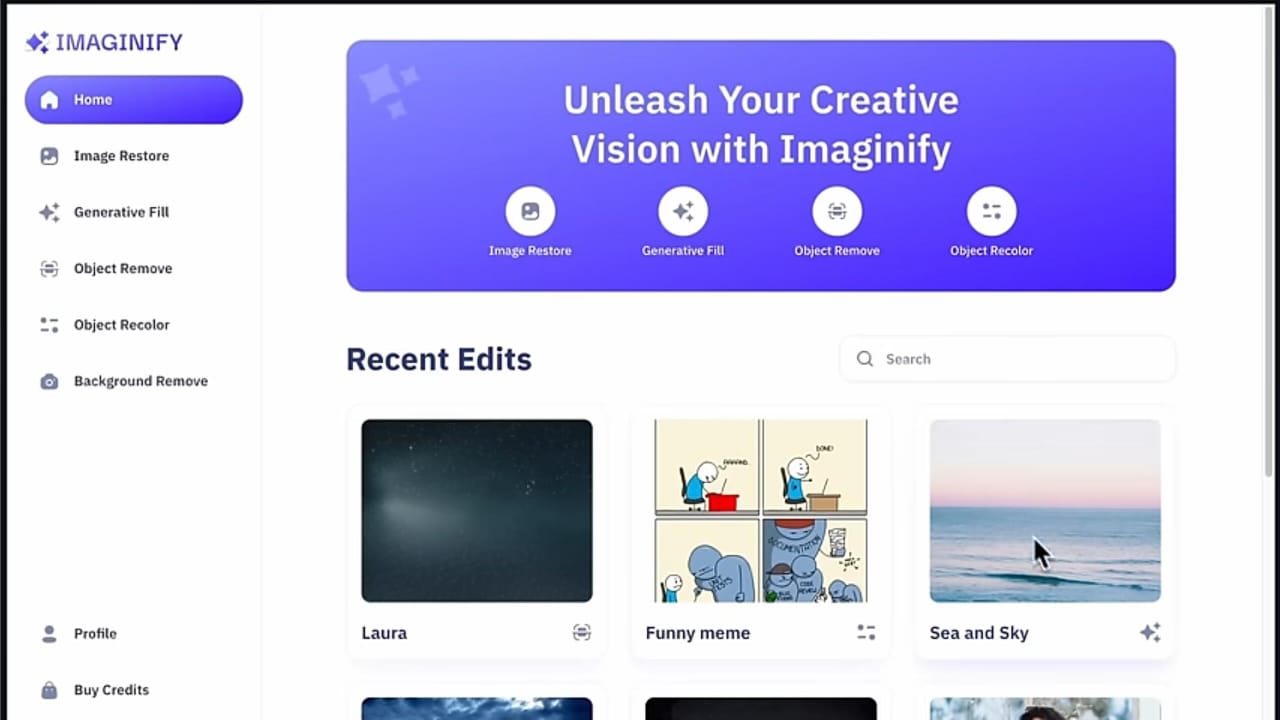 IMAGINIFY
Home
Image Restore
Generative Fill
Object Remove
Object Recolor
Background Remove
Profile
Buy Credits
Unleash Your Creative
Vision with Imaginify
Image Restore
Generative Fill
Object Remove
Object Recolor
Recent Edits
Search
DONE!
DOCUMENTATION
CODE
REVIEW
Laura
Funny meme
Sea and Sky